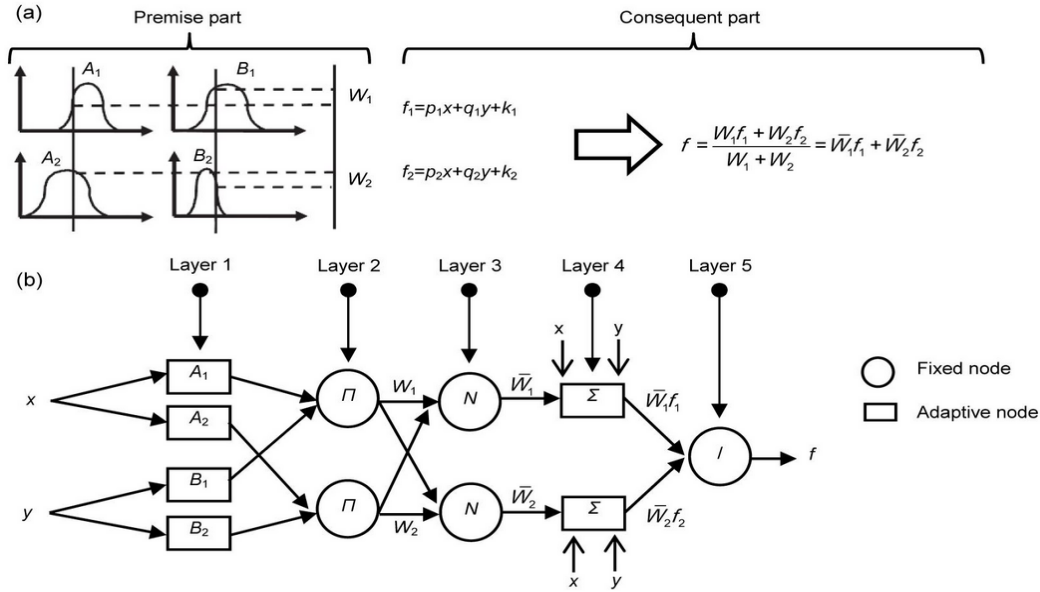 (a)
Premise part
Consequent part
A₁
B₁
W₁
f₁=p₁x+q₁y+k₁
A₂
B₂
W₂
f₂=p₂x+q₂y+k₂
f = (W₁f₁ + W₂f₂) / (W₁ + W₂) = W̄₁f₁ + W̄₂f₂
(b)
Layer 1
Layer 2
Layer 3
Layer 4
Layer 5
x
y
A₁
A₂
B₁
B₂
x
y
Π
Π
W₁
W₂
N
N
W̄₁
W̄₂
Σ
Σ
x
y
W̄₁f₁
W̄₂f₂
I
f
Fixed node
Adaptive node